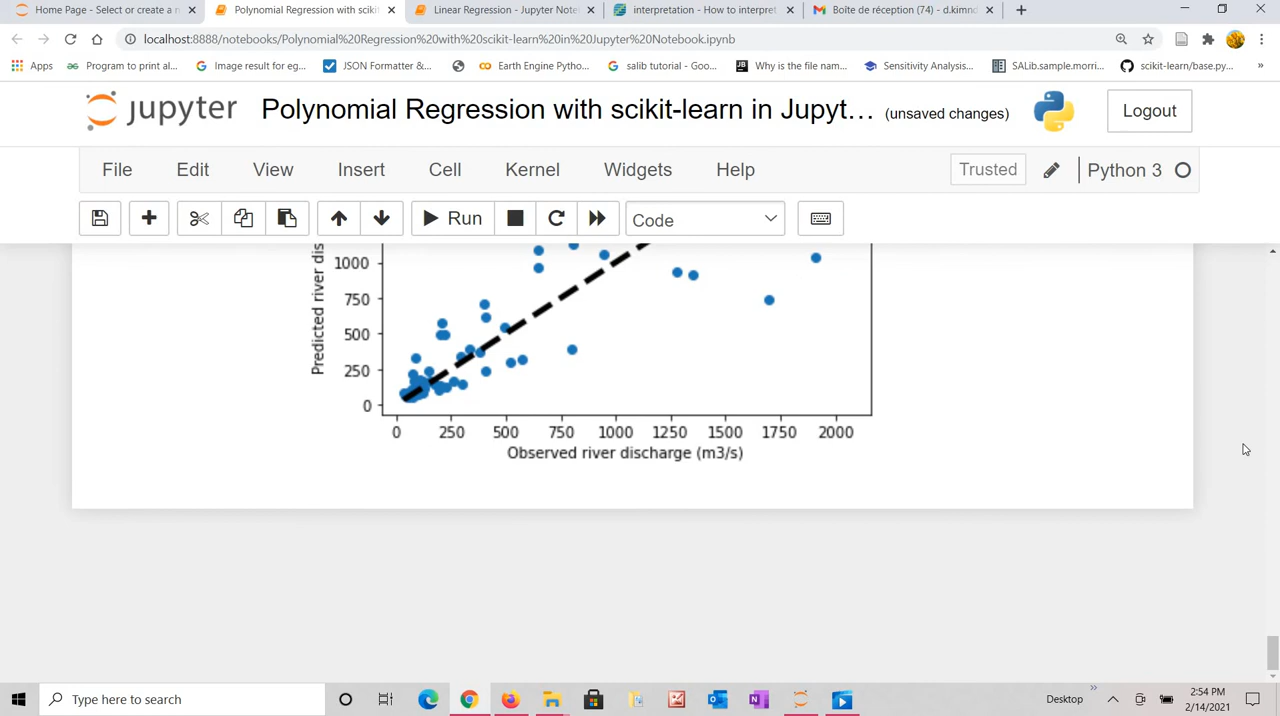 Home Page - Select or create a n
Polynomial Regression with scikit
Linear Regression - Jupyter Note
interpretation - How to interpret
Boîte de réception (74) - d.kimnd
localhost:8888/notebooks/Polynomial%20Regression%20with%20scikit-learn%20in%20Jupyter%20Notebook.ipynb
Apps
Program to print al...
Image result for eg...
JSON Formatter &...
Earth Engine Pytho...
salib tutorial - Goo...
Why is the file nam...
Sensitivity Analysis...
SALib.sample.morri...
scikit-learn/base.py...
»
jupyter Polynomial Regression with scikit-learn in Jupyt... (unsaved changes)
Logout
File Edit View Insert Cell Kernel Widgets Help
Trusted
Python 3
Run
Code
Predicted river dis
1000
750
500
250
0
0 250 500 750 1000 1250 1500 1750 2000
Observed river discharge (m3/s)
Type here to search
Desktop
»
2:54 PM
2/14/2021